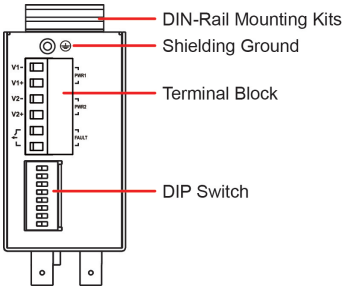 DIN-Rail Mounting Kits
Shielding Ground
V1-
V1+
PWR1
Terminal Block
V2-
V2+
PWR2
FAULT
DIP Switch